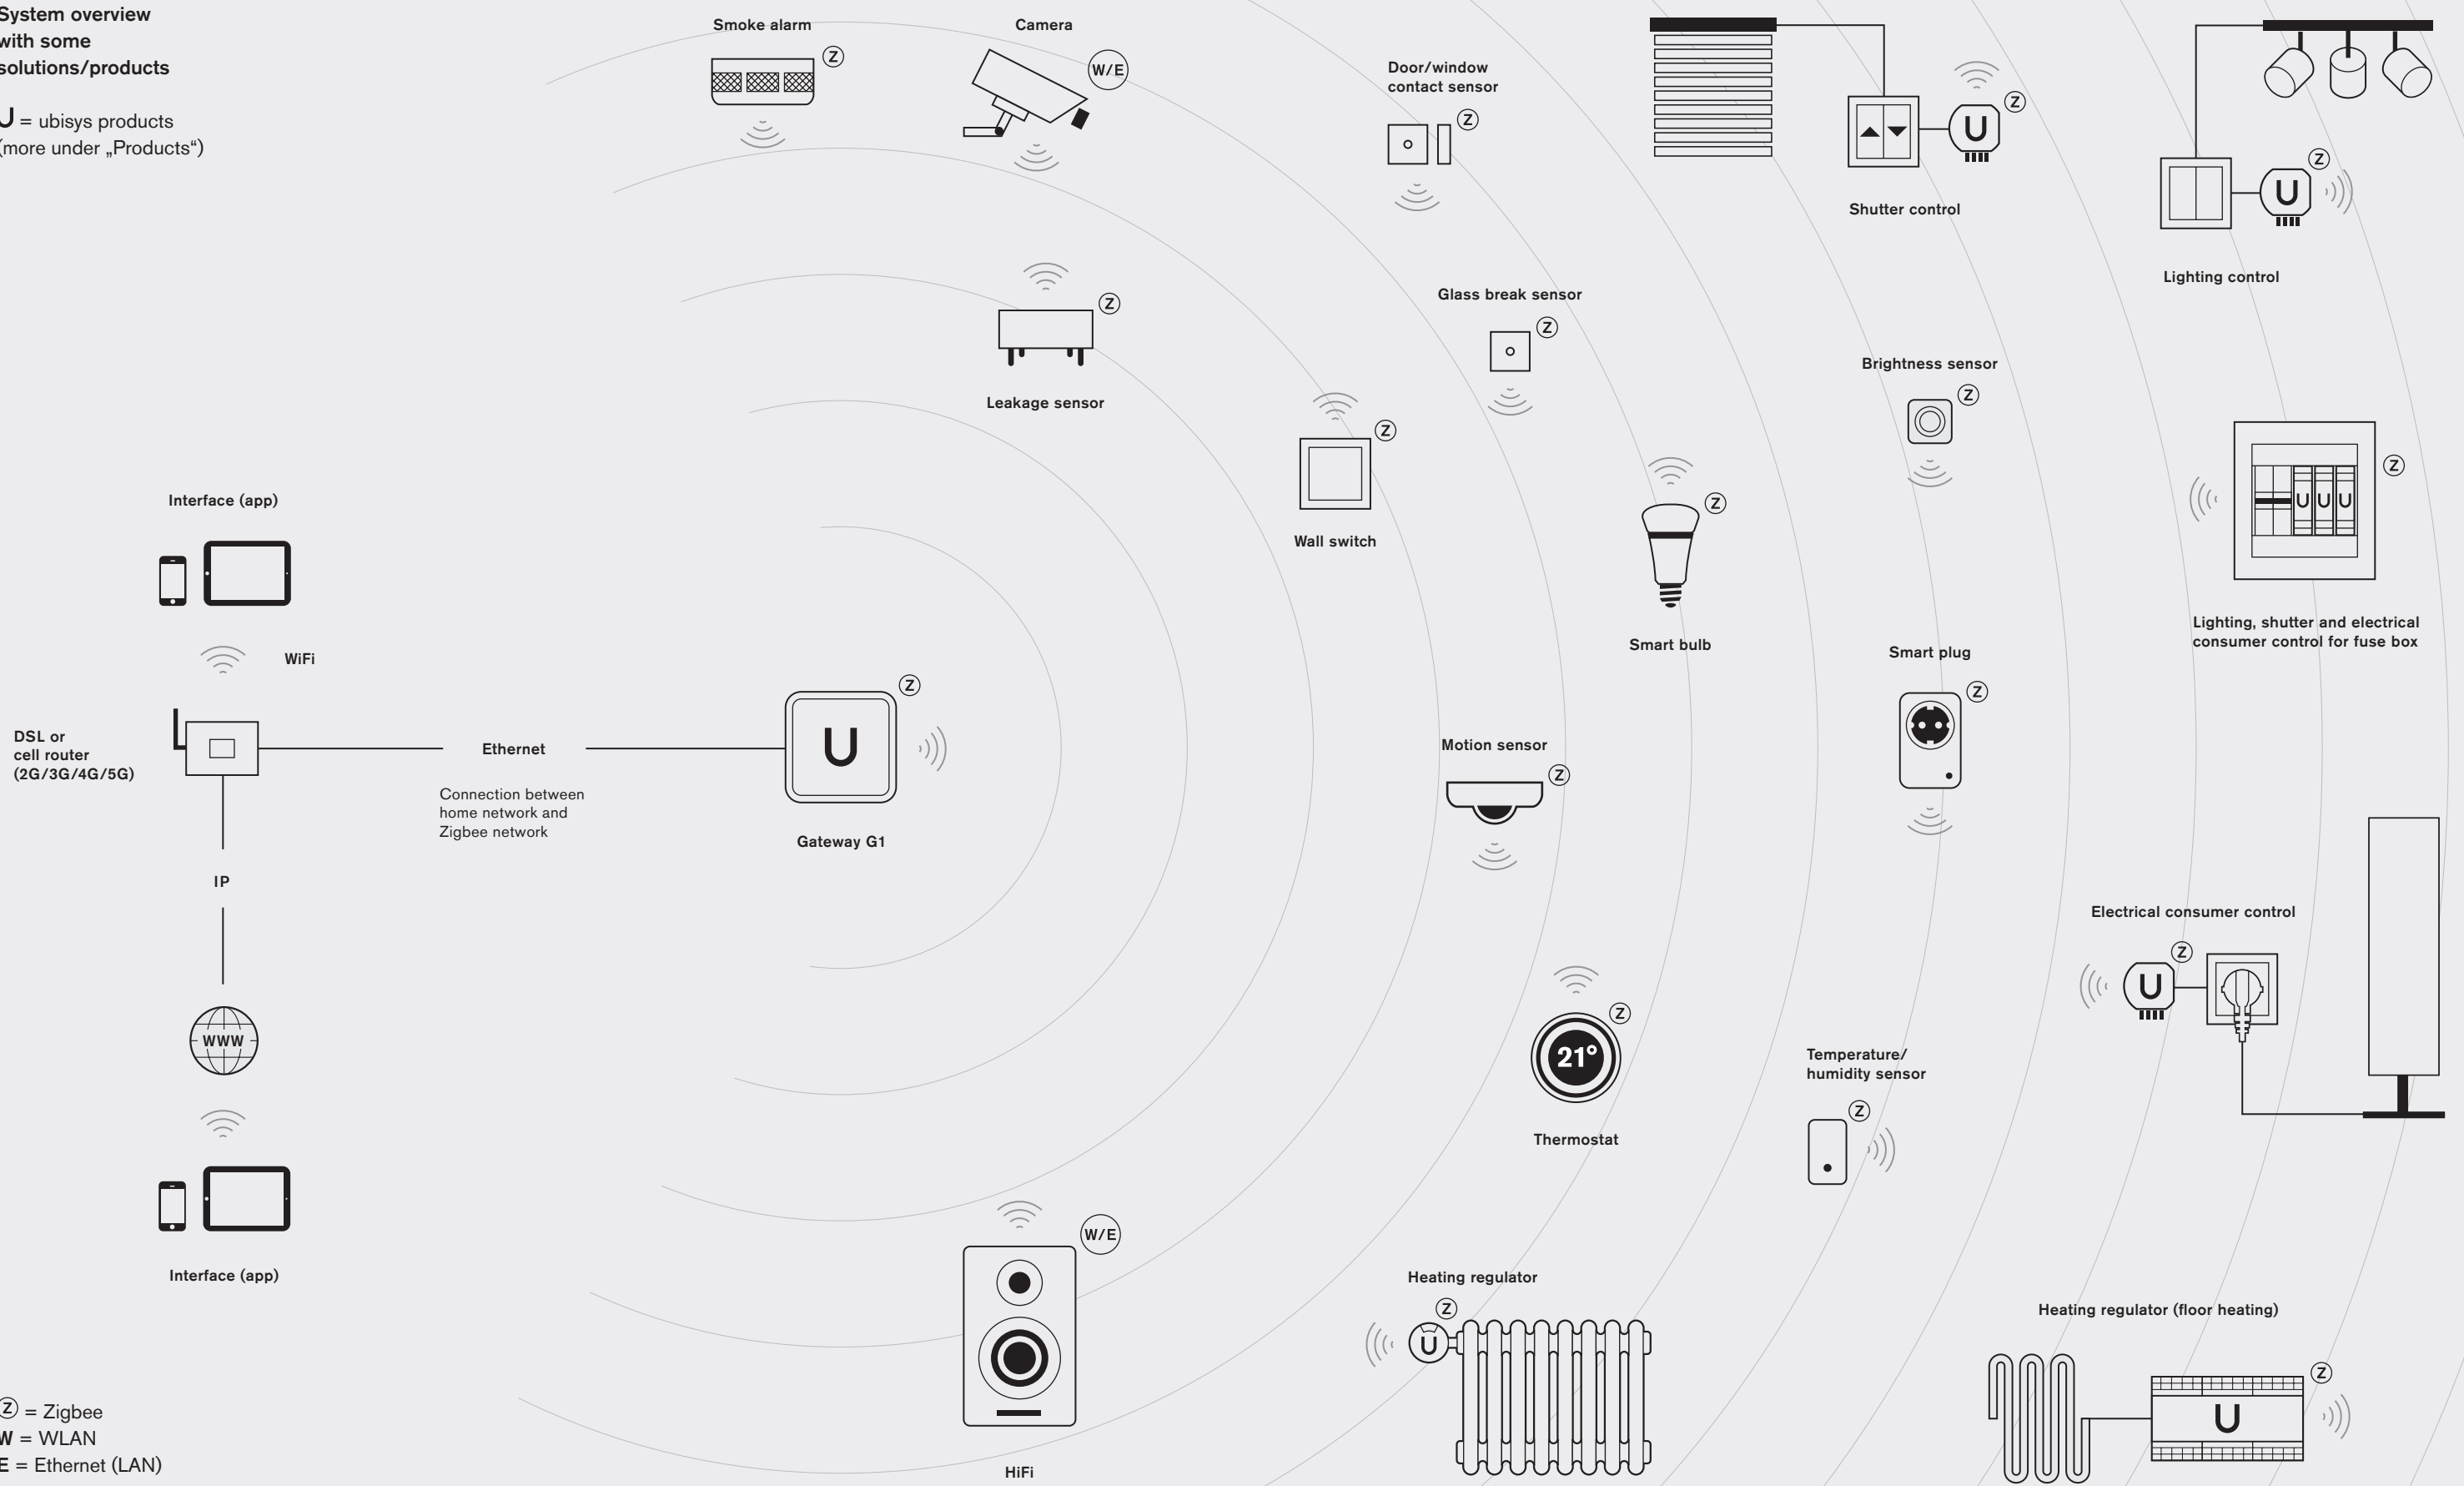 System overview
with some
solutions/products
U = ubisys products
(more under „Products“)
Smoke alarm
Z
Camera
W/E
Door/window
contact sensor
Z
U
Z
Shutter control
U
Z
Lighting control
Z
Leakage sensor
Glass break sensor
Z
Z
Wall switch
Brightness sensor
Z
Z
Smart bulb
U U U
Z
Lighting, shutter and electrical
consumer control for fuse box
Interface (app)
WiFi
DSL or
cell router
(2G/3G/4G/5G)
Ethernet
Connection between
home network and
Zigbee network
U
Z
Gateway G1
Motion sensor
Z
Smart plug
Z
IP
WWW
Interface (app)
Electrical consumer control
U
Z
21°
Z
Thermostat
Temperature/
humidity sensor
Z
W/E
HiFi
Heating regulator
Z
U
Heating regulator (floor heating)
U
Z
Z = Zigbee
W = WLAN
E = Ethernet (LAN)